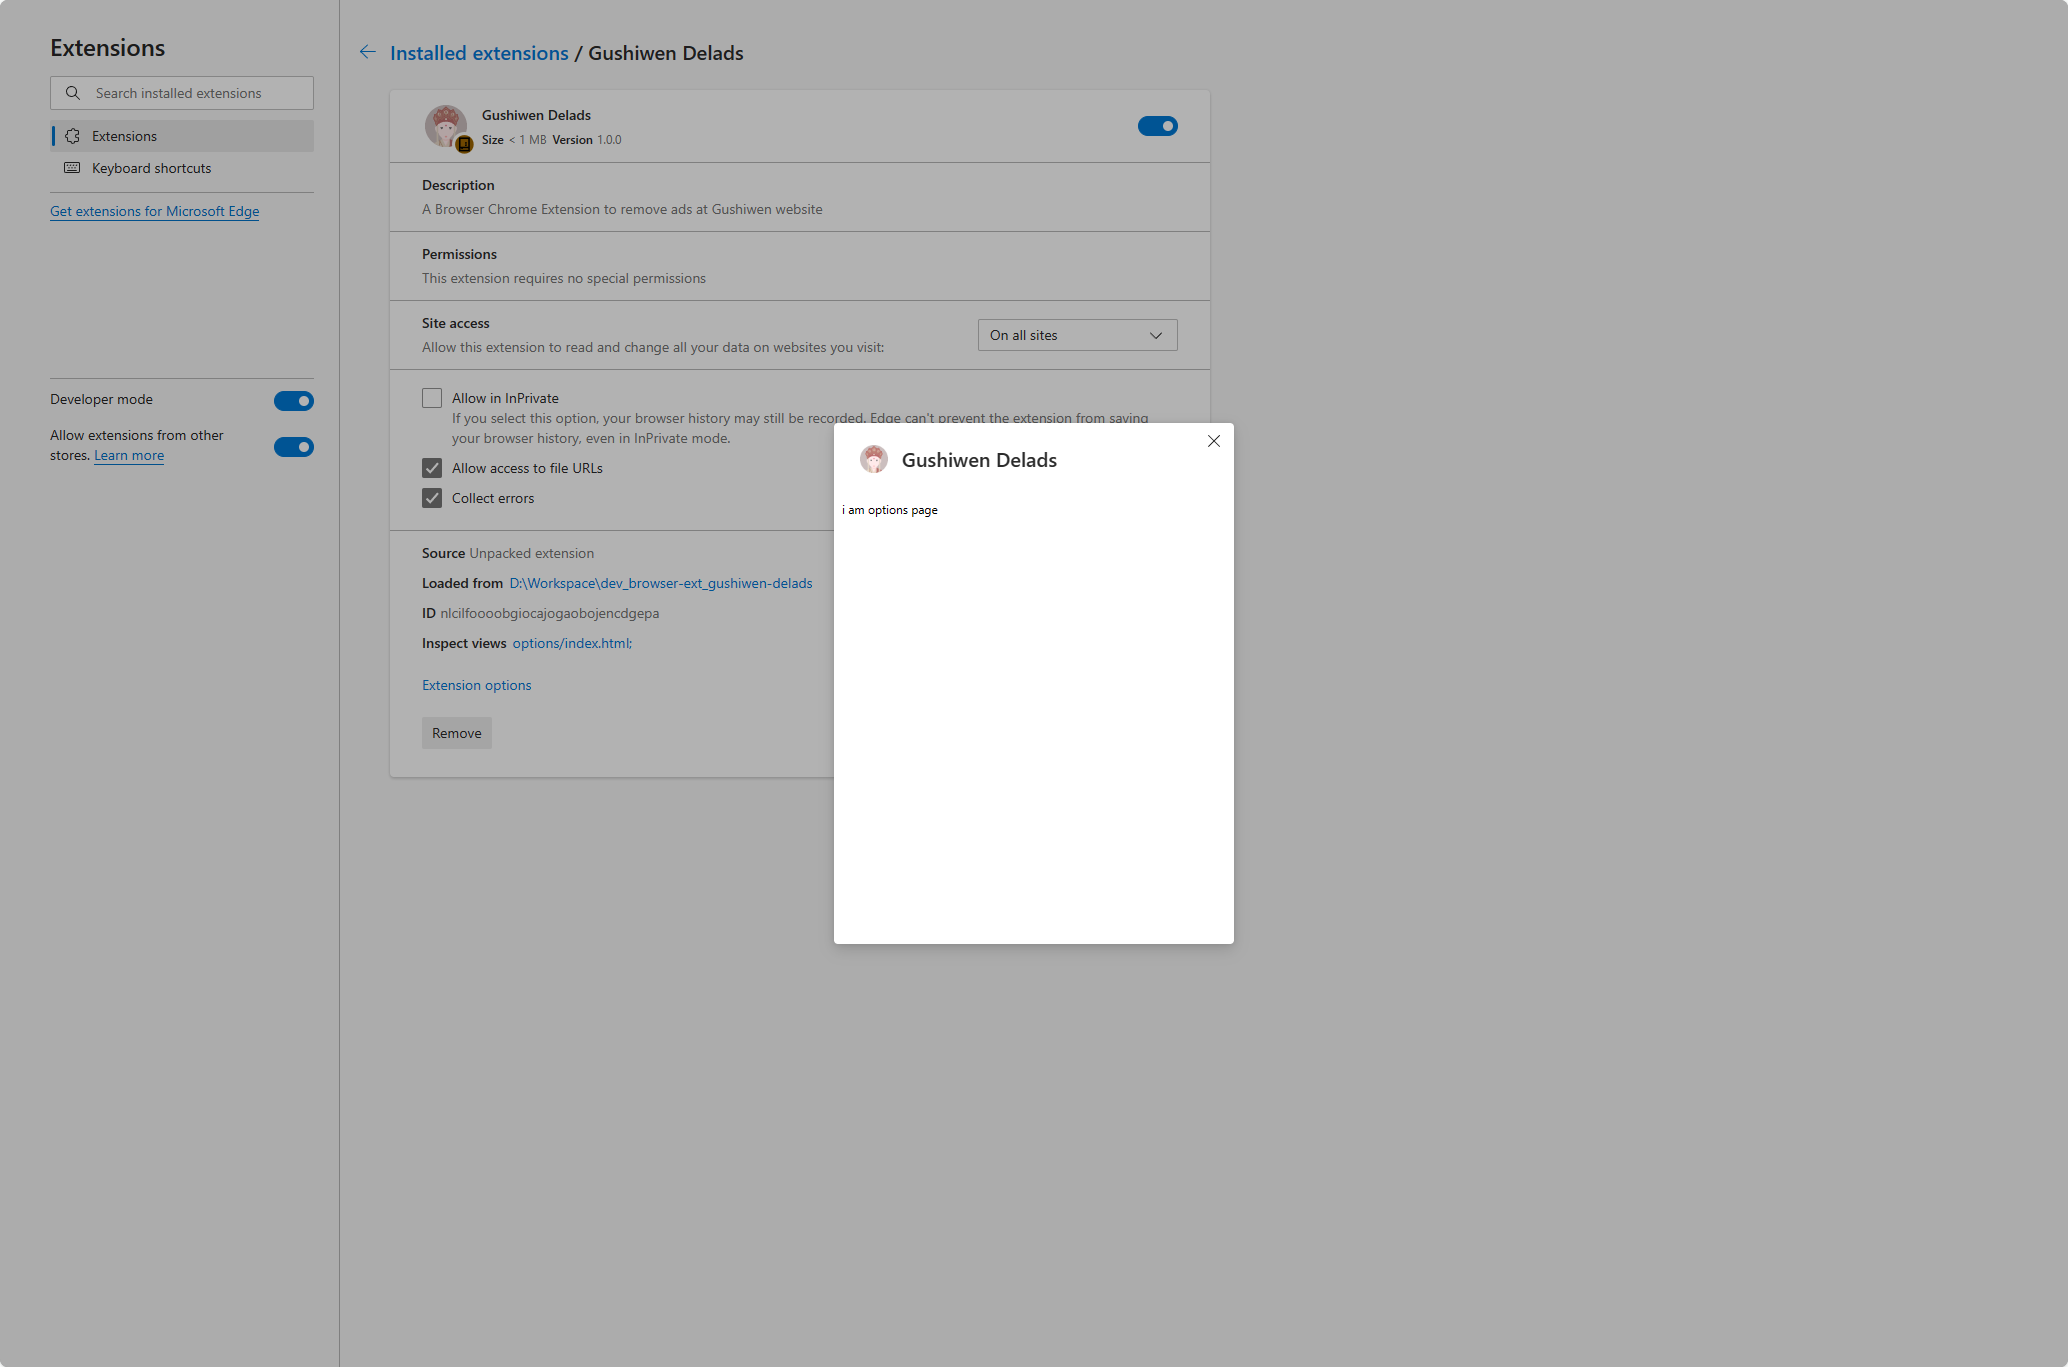 Extensions
Search installed extensions
Extensions
Keyboard shortcuts
Get extensions for Microsoft Edge
Developer mode
Allow extensions from other
stores. Learn more
Installed extensions / Gushiwen Delads
Gushiwen Delads
Size < 1 MB Version 1.0.0
Description
A Browser Chrome Extension to remove ads at Gushiwen website
Permissions
This extension requires no special permissions
Site access
Allow this extension to read and change all your data on websites you visit:
On all sites
Allow in InPrivate
If you select this option, your browser history may still be recorded. Edge can't prevent the extension from saving
your browser history, even in InPrivate mode.
Allow access to file URLs
Collect errors
Source Unpacked extension
Loaded from D:\Workspace\dev_browser-ext_gushiwen-delads
ID nlcilfoooobgiocajogaobojencdgepa
Inspect views options/index.html;
Extension options
Remove
Gushiwen Delads
i am options page